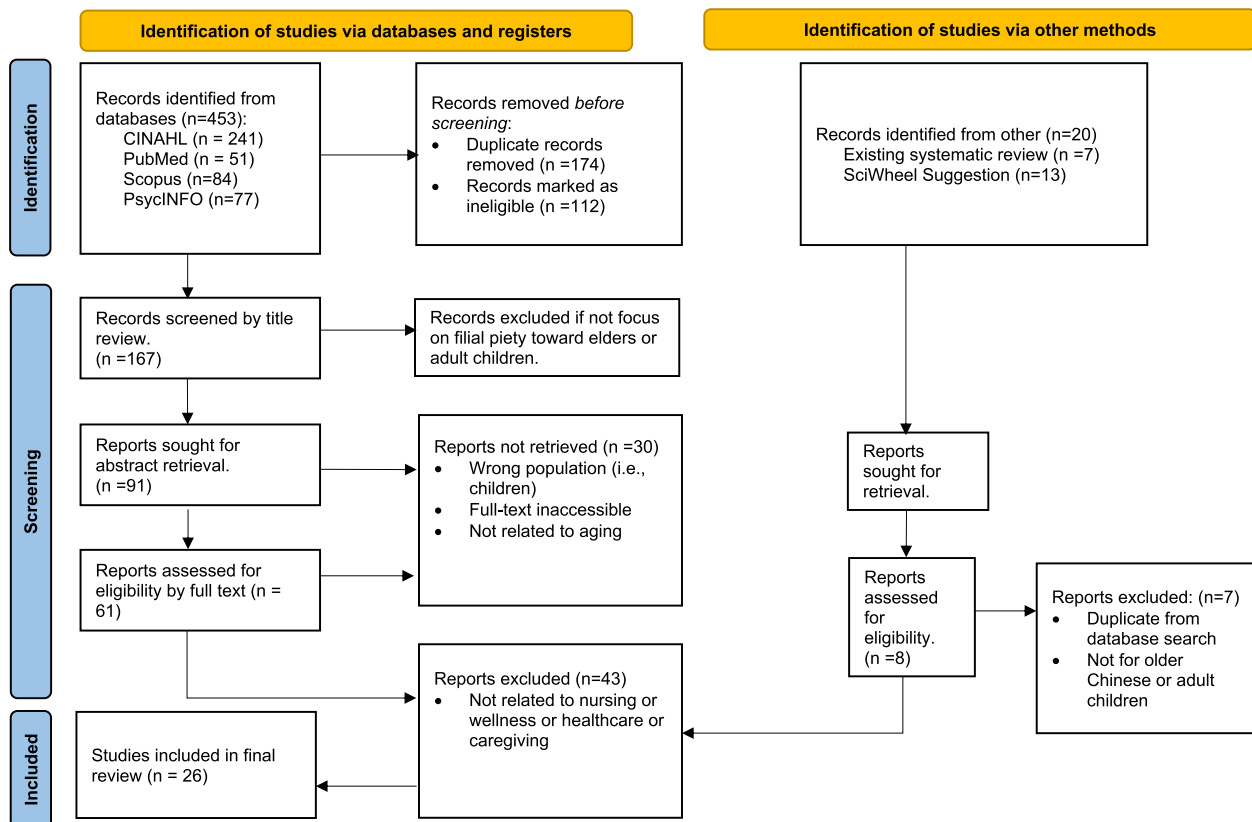 Identification of studies via databases and registers
Identification of studies via other methods
Identification
Records identified from
databases (n=453):
CINAHL (n = 241)
PubMed (n = 51)
Scopus (n=84)
PsycINFO (n=77)
Records removed before
screening:
• Duplicate records
removed (n =174)
• Records marked as
ineligible (n =112)
Records identified from other (n=20)
Existing systematic review (n =7)
SciWheel Suggestion (n=13)
Screening
Records screened by title
review.
(n =167)
Records excluded if not focus
on filial piety toward elders or
adult children.
Reports sought for
abstract retrieval.
(n =91)
Reports not retrieved (n =30)
• Wrong population (i.e.,
children)
• Full-text inaccessible
• Not related to aging
Reports
sought for
retrieval.
Reports assessed for
eligibility by full text (n =
61)
Reports
assessed
for
eligibility.
(n =8)
Reports excluded: (n=7)
• Duplicate from
database search
• Not for older
Chinese or adult
children
Reports excluded (n=43)
• Not related to nursing or
wellness or healthcare or
caregiving
Included
Studies included in final
review (n = 26)